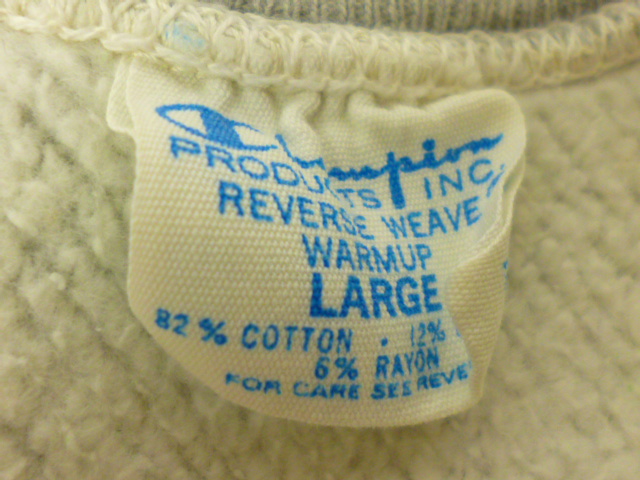 Champion
PRODUCTS INC.
REVERSE WEAVE
WARMUP
LARGE
82% COTTON . 12%
6% RAYON
FOR CARE SEE REVE